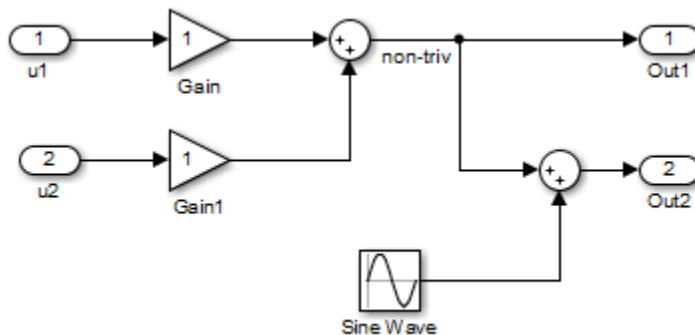 1
u1
1
Gain
++
non-triv
1
Out1
2
u2
1
Gain1
++
2
Out2
Sine Wave